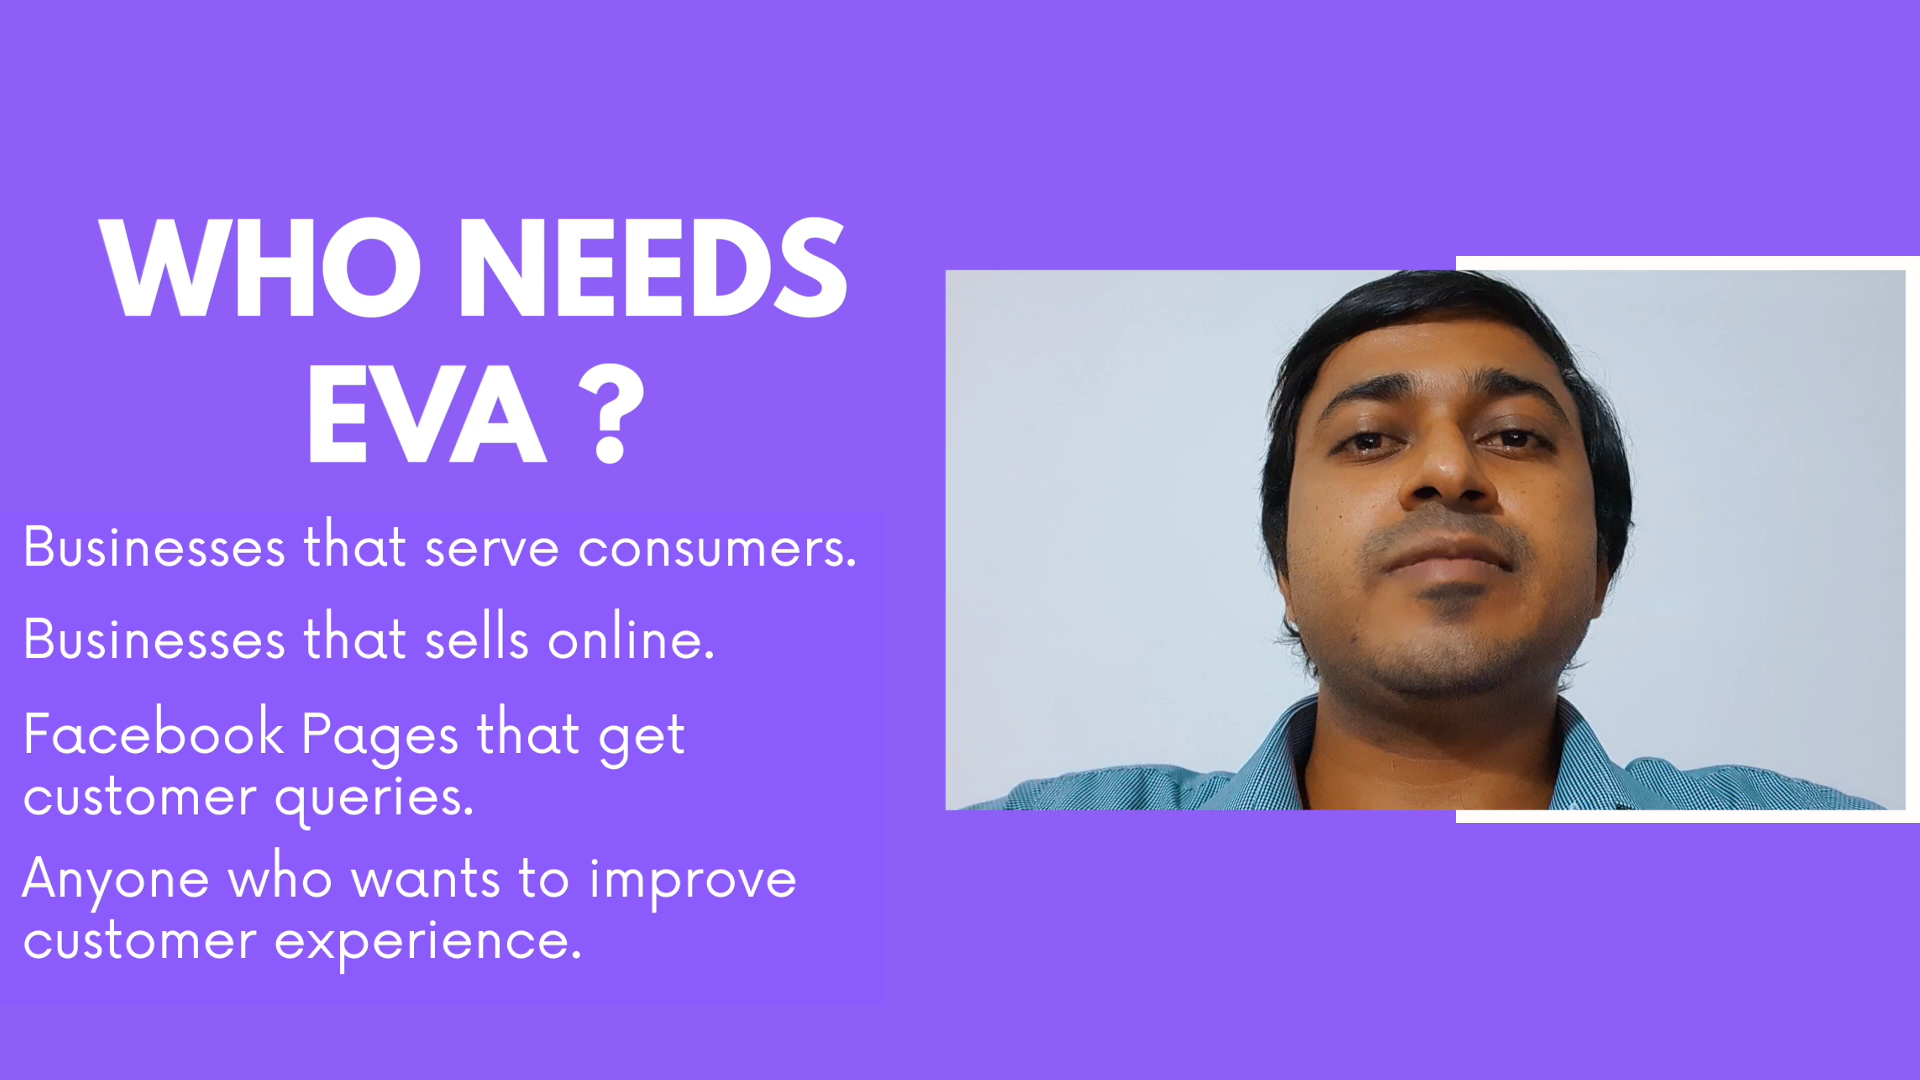 WHO NEEDS
EVA ?
Businesses that serve consumers.
Businesses that sells online.
Facebook Pages that get
customer queries.
Anyone who wants to improve
customer experience.